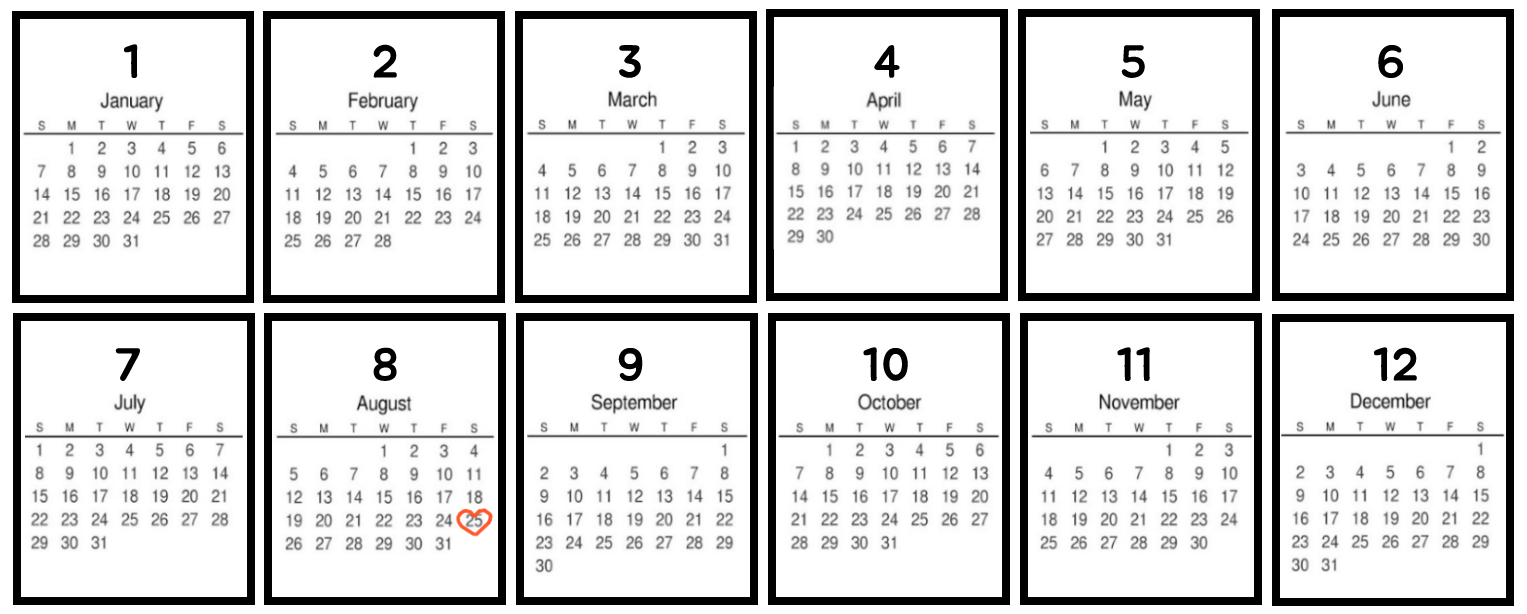 1
January
S M T W T F S
1 2 3 4 5 6
7 8 9 10 11 12 13
14 15 16 17 18 19 20
21 22 23 24 25 26 27
28 29 30 31
2
February
S M T W T F S
1 2 3
4 5 6 7 8 9 10
11 12 13 14 15 16 17
18 19 20 21 22 23 24
25 26 27 28
3
March
S M T W T F S
1 2 3
4 5 6 7 8 9 10
11 12 13 14 15 16 17
18 19 20 21 22 23 24
25 26 27 28 29 30 31
4
April
S M T W T F S
1 2 3 4 5 6 7
8 9 10 11 12 13 14
15 16 17 18 19 20 21
22 23 24 25 26 27 28
29 30
5
May
S M T W T F S
1 2 3 4 5
6 7 8 9 10 11 12
13 14 15 16 17 18 19
20 21 22 23 24 25 26
27 28 29 30 31
6
June
S M T W T F S
1 2
3 4 5 6 7 8 9
10 11 12 13 14 15 16
17 18 19 20 21 22 23
24 25 26 27 28 29 30
7
July
S M T W T F S
1 2 3 4 5 6 7
8 9 10 11 12 13 14
15 16 17 18 19 20 21
22 23 24 25 26 27 28
29 30 31
8
August
S M T W T F S
1 2 3 4
5 6 7 8 9 10 11
12 13 14 15 16 17 18
19 20 21 22 23 24 25
26 27 28 29 30 31
9
September
S M T W T F S
1
2 3 4 5 6 7 8
9 10 11 12 13 14 15
16 17 18 19 20 21 22
23 24 25 26 27 28 29
30
10
October
S M T W T F S
1 2 3 4 5 6
7 8 9 10 11 12 13
14 15 16 17 18 19 20
21 22 23 24 25 26 27
28 29 30 31
11
November
S M T W T F S
1 2 3
4 5 6 7 8 9 10
11 12 13 14 15 16 17
18 19 20 21 22 23 24
25 26 27 28 29 30
12
December
S M T W T F S
1
2 3 4 5 6 7 8
9 10 11 12 13 14 15
16 17 18 19 20 21 22
23 24 25 26 27 28 29
30 31